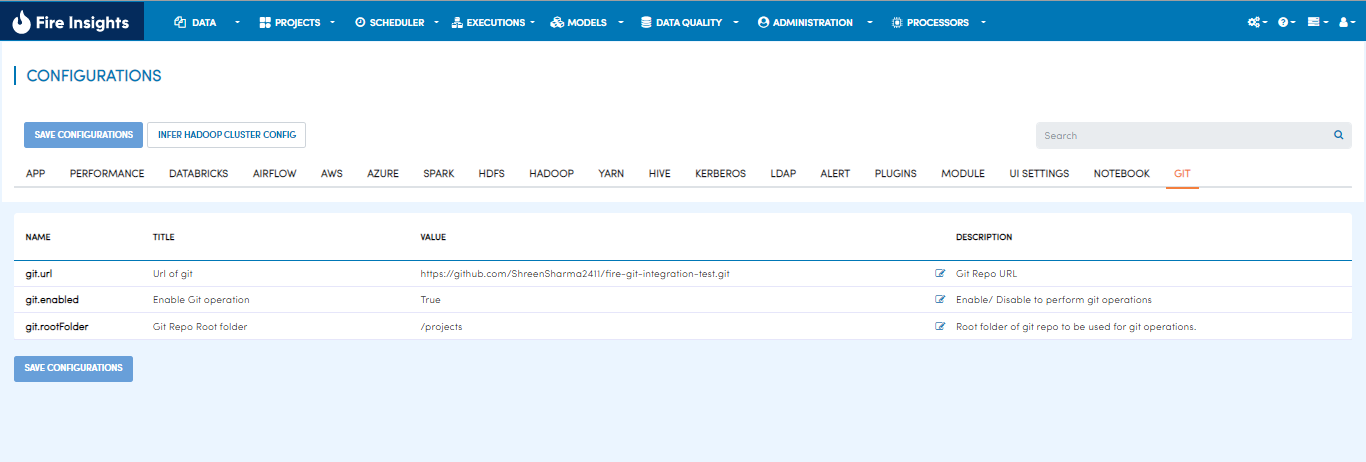 Fire Insights DATA PROJECTS SCHEDULER EXECUTIONS MODELS DATA QUALITY ADMINISTRATION PROCESSORS
CONFIGURATIONS
SAVE CONFIGURATIONS INFER HADOOP CLUSTER CONFIG Search
APP PERFORMANCE DATABRICKS AIRFLOW AWS AZURE SPARK HDFS HADOOP YARN HIVE KERBEROS LDAP ALERT PLUGINS MODULE UI SETTINGS NOTEBOOK GIT
NAME TITLE VALUE DESCRIPTION
git.url Url of git https://github.com/ShreenSharma2411/fire-git-integration-test.git Git Repo URL
git.enabled Enable Git operation True Enable/ Disable to perform git operations
git.rootFolder Git Repo Root folder /projects Root folder of git repo to be used for git operations.
SAVE CONFIGURATIONS